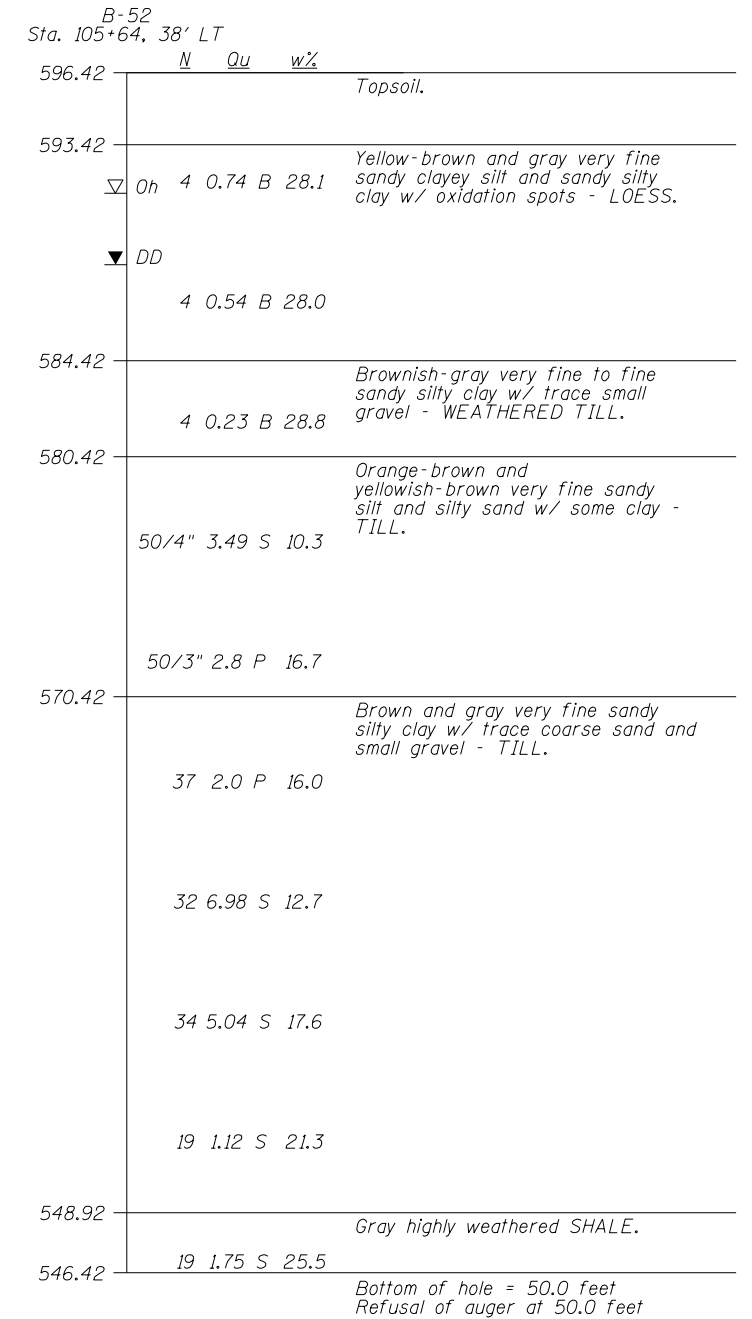 B-52
Sta. 105+64, 38' LT
N Qu w%
596.42
Topsoil.
593.42
Yellow-brown and gray very fine
sandy clayey silt and sandy silty
clay w/ oxidation spots - LOESS.
0h 4 0.74 B 28.1
DD
4 0.54 B 28.0
584.42
Brownish-gray very fine to fine
sandy silty clay w/ trace small
gravel - WEATHERED TILL.
4 0.23 B 28.8
580.42
Orange-brown and
yellowish-brown very fine sandy
silt and silty sand w/ some clay -
TILL.
50/4" 3.49 S 10.3
50/3" 2.8 P 16.7
570.42
Brown and gray very fine sandy
silty clay w/ trace coarse sand and
small gravel - TILL.
37 2.0 P 16.0
32 6.98 S 12.7
34 5.04 S 17.6
19 1.12 S 21.3
548.92
Gray highly weathered SHALE.
19 1.75 S 25.5
546.42
Bottom of hole = 50.0 feet
Refusal of auger at 50.0 feet